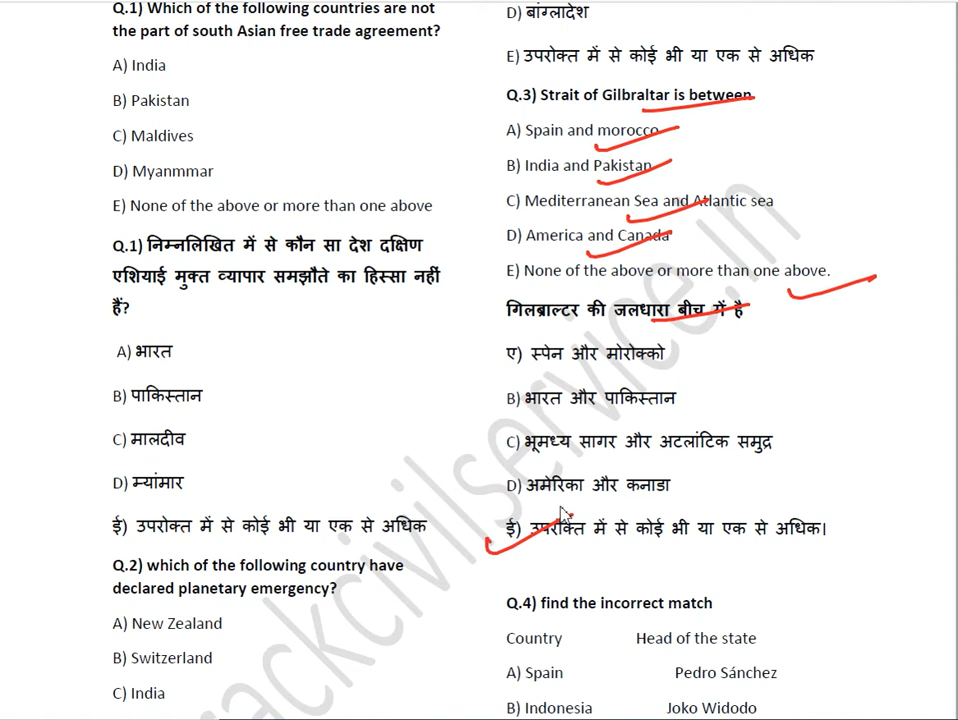 Q.1) Which of the following countries are not
the part of south Asian free trade agreement?
A) India
B) Pakistan
C) Maldives
D) Myanmmar
E) None of the above or more than one above
Q.1) निम्नलिखित में से कौन सा देश दक्षिण
एशियाई मुक्त व्यापार समझौते का हिस्सा नहीं
हैं?
A) भारत
B) पाकिस्तान
C) मालदीव
D) म्यांमार
ई) उपरोक्त में से कोई भी या एक से अधिक
Q.2) which of the following country have
declared planetary emergency?
A) New Zealand
B) Switzerland
C) India
D) बांग्लादेश
E) उपरोक्त में से कोई भी या एक से अधिक
Q.3) Strait of Gilbraltar is between
A) Spain and morocco
B) India and Pakistan
C) Mediterranean Sea and Atlantic sea
D) America and Canada
E) None of the above or more than one above.
गिलब्राल्टर की जलधारा बीच में है
ए) स्पेन और मोरोक्को
B) भारत और पाकिस्तान
C) भूमध्य सागर और अटलांटिक समुद्र
D) अमेरिका और कनाडा
ई) उपरोक्त में से कोई भी या एक से अधिक।
Q.4) find the incorrect match
Country Head of the state
A) Spain Pedro Sánchez
B) Indonesia Joko Widodo
rackcivilservice.in